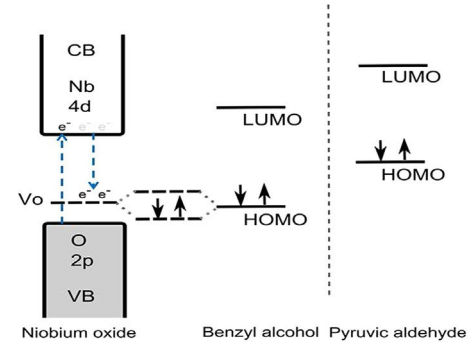 CB
Nb
4d
e⁻ e⁻ e⁻
Vo
e⁻ e⁻
O
2p
VB
LUMO
HOMO
LUMO
HOMO
Niobium oxide
Benzyl alcohol
Pyruvic aldehyde